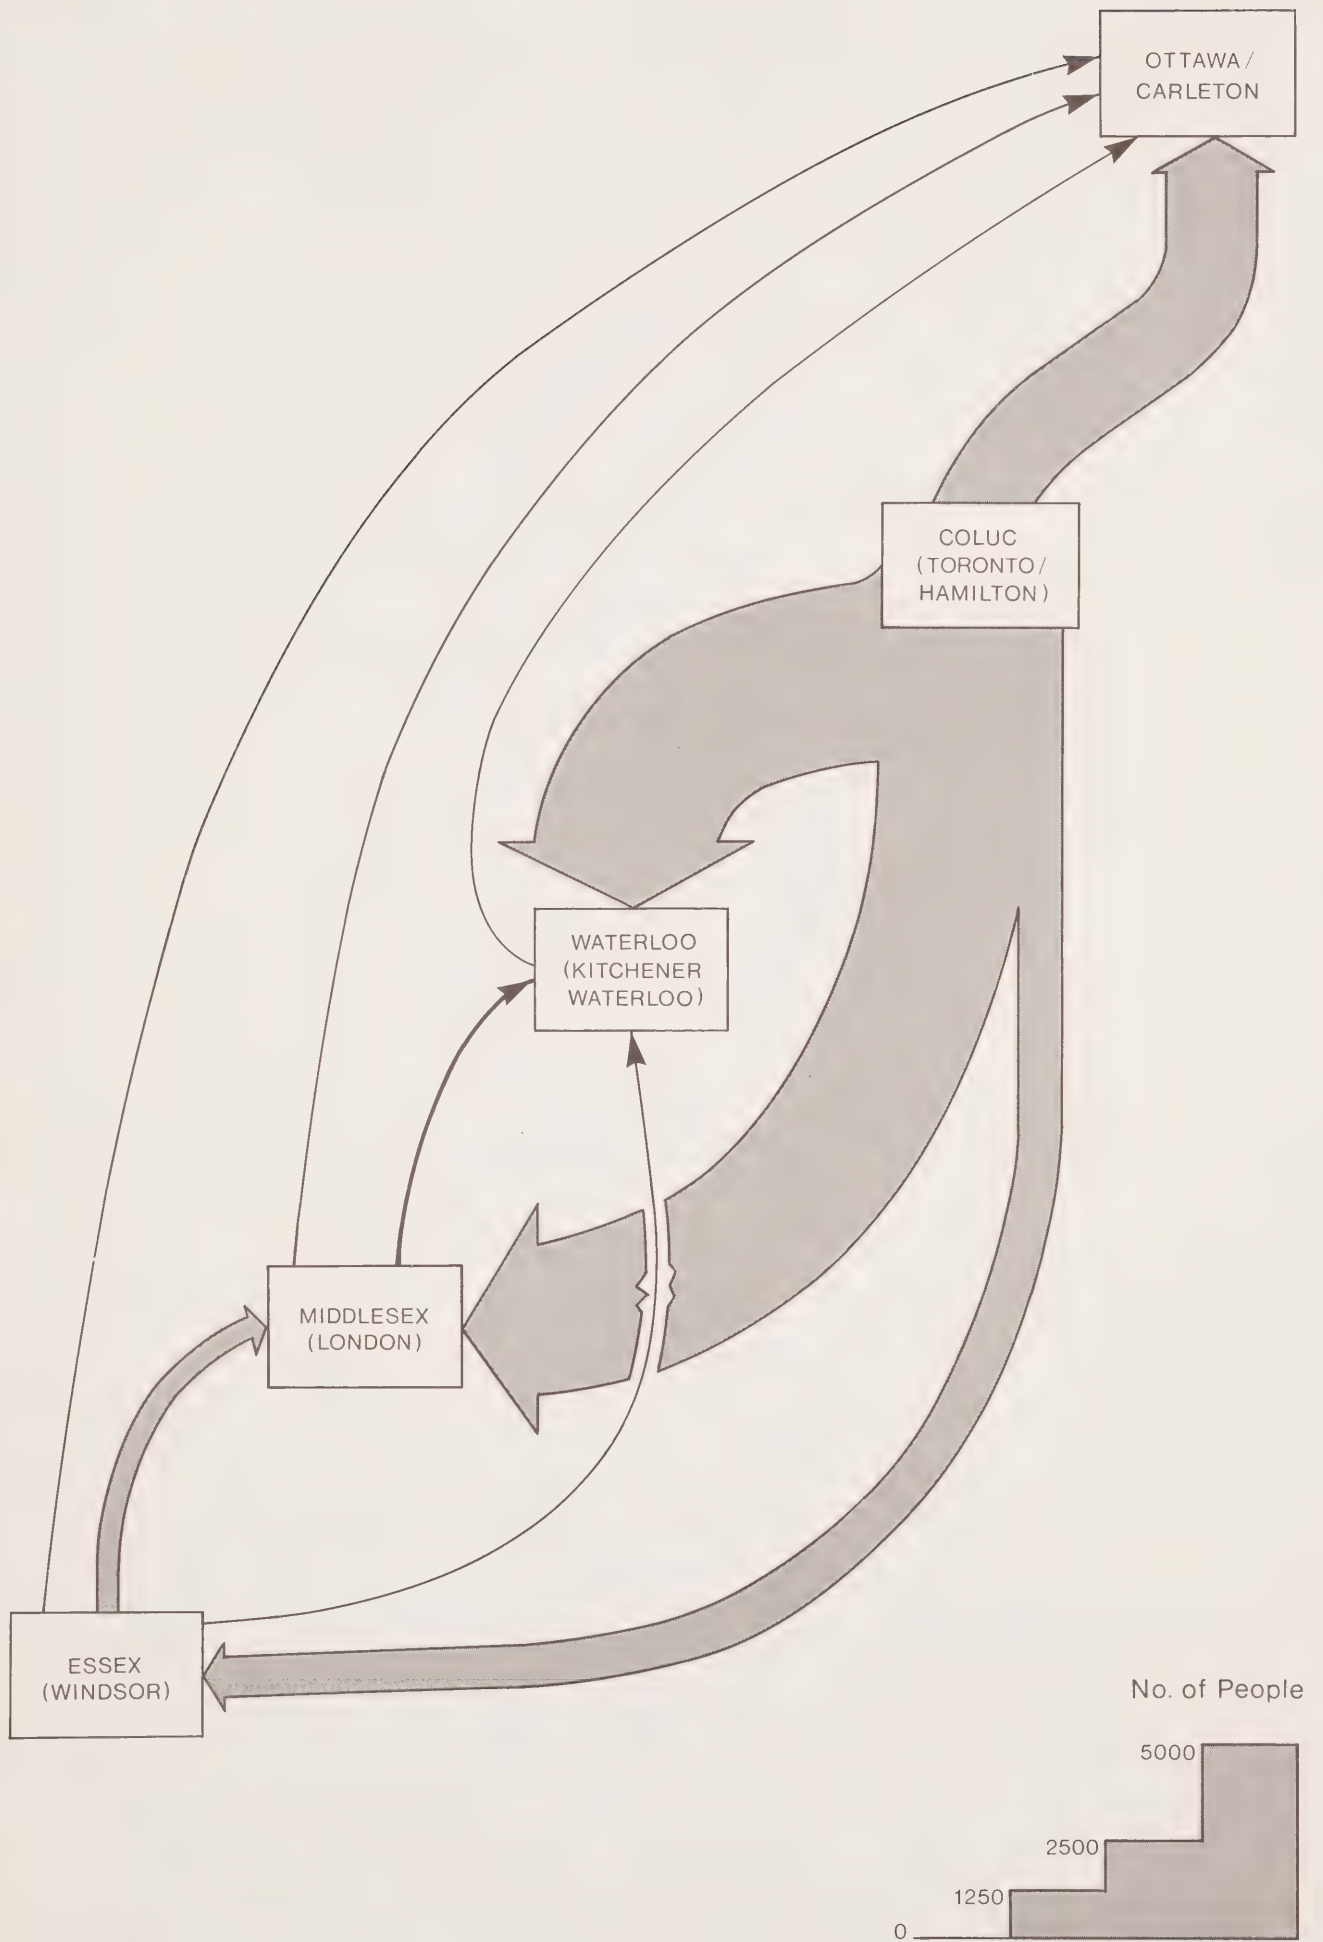 OTTAWA/
CARLETON
COLUC
(TORONTO/
HAMILTON)
WATERLOO
(KITCHENER
WATERLOO)
MIDDLESEX
(LONDON)
ESSEX
(WINDSOR)
No. of People
5000
2500
1250
0